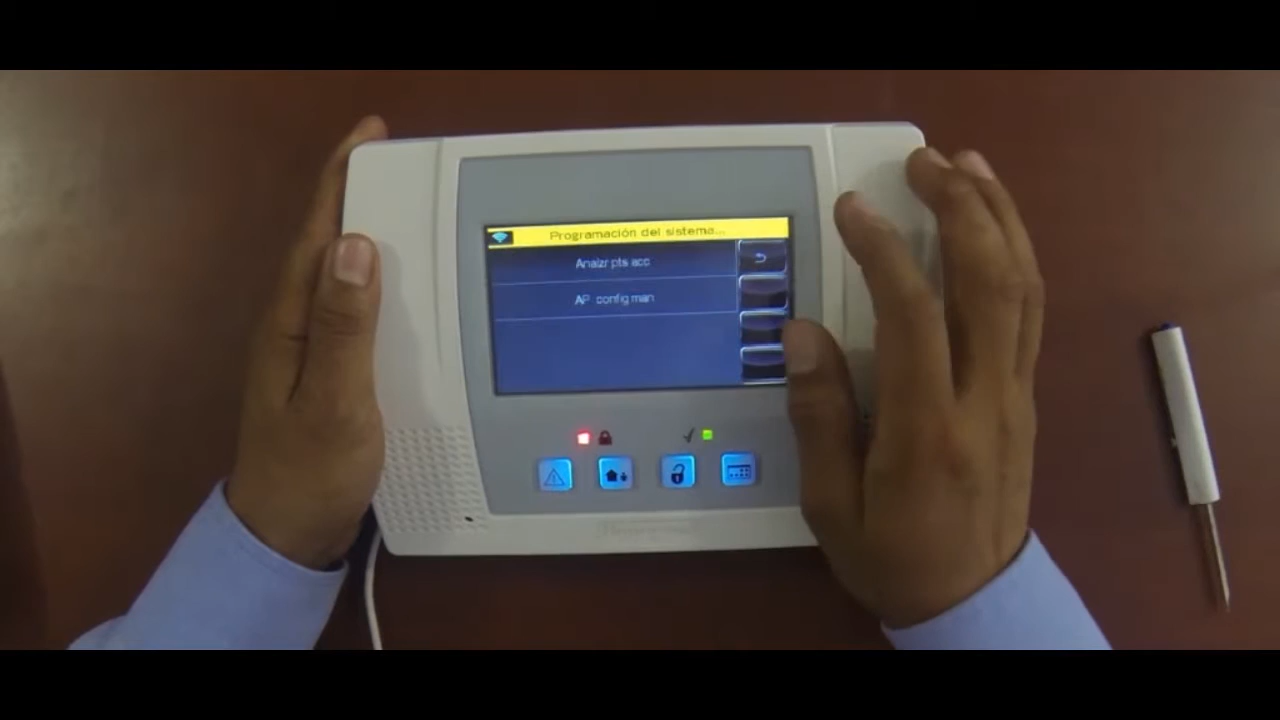 Programación del sistema...
Analzr pts acc
AP config man